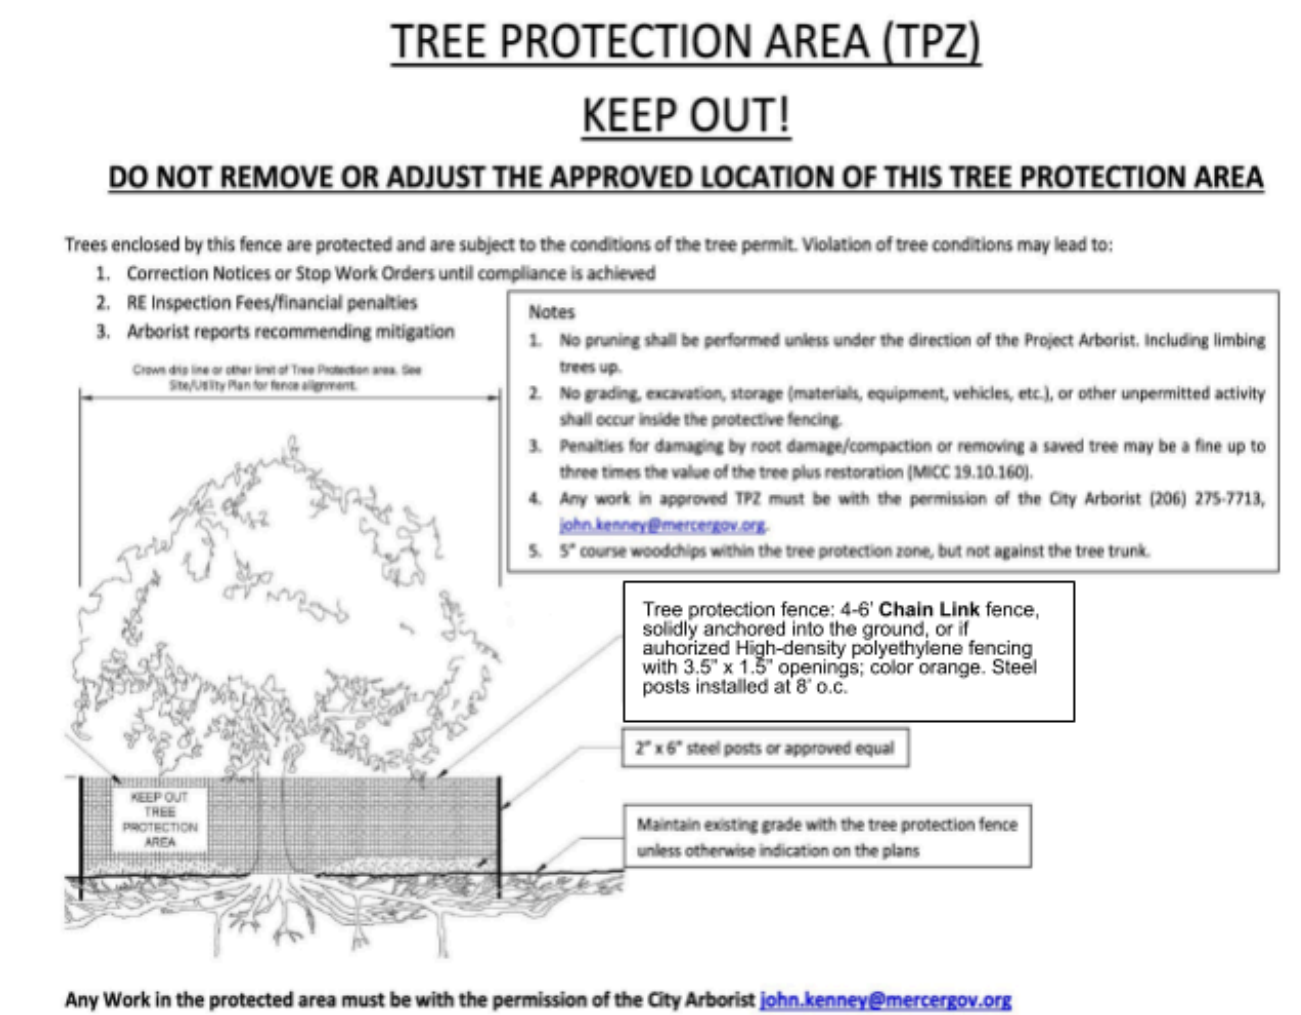 TREE PROTECTION AREA (TPZ)
KEEP OUT!
DO NOT REMOVE OR ADJUST THE APPROVED LOCATION OF THIS TREE PROTECTION AREA
Trees enclosed by this fence are protected and are subject to the conditions of the tree permit. Violation of tree conditions may lead to:
1. Correction Notices or Stop Work Orders until compliance is achieved
2. RE Inspection Fees/financial penalties
3. Arborist reports recommending mitigation
Crown drip line or other limit of Tree Protection area. See
Site/Utility Plan for fence alignment.
Notes
1. No pruning shall be performed unless under the direction of the Project Arborist. Including limbing
trees up.
2. No grading, excavation, storage (materials, equipment, vehicles, etc.), or other unpermitted activity
shall occur inside the protective fencing.
3. Penalties for damaging by root damage/compaction or removing a saved tree may be a fine up to
three times the value of the tree plus restoration (MICC 19.10.160).
4. Any work in approved TPZ must be with the permission of the City Arborist (206) 275-7713,
john.kenney@mercergov.org.
5. 5" course woodchips within the tree protection zone, but not against the tree trunk.
Tree protection fence: 4-6' Chain Link fence,
solidly anchored into the ground, or if
auhorized High-density polyethylene fencing
with 3.5" x 1.5" openings; color orange. Steel
posts installed at 8' o.c.
2" x 6" steel posts or approved equal
KEEP OUT
TREE
PROTECTION
AREA
Maintain existing grade with the tree protection fence
unless otherwise indication on the plans
Any Work in the protected area must be with the permission of the City Arborist john.kenney@mercergov.org